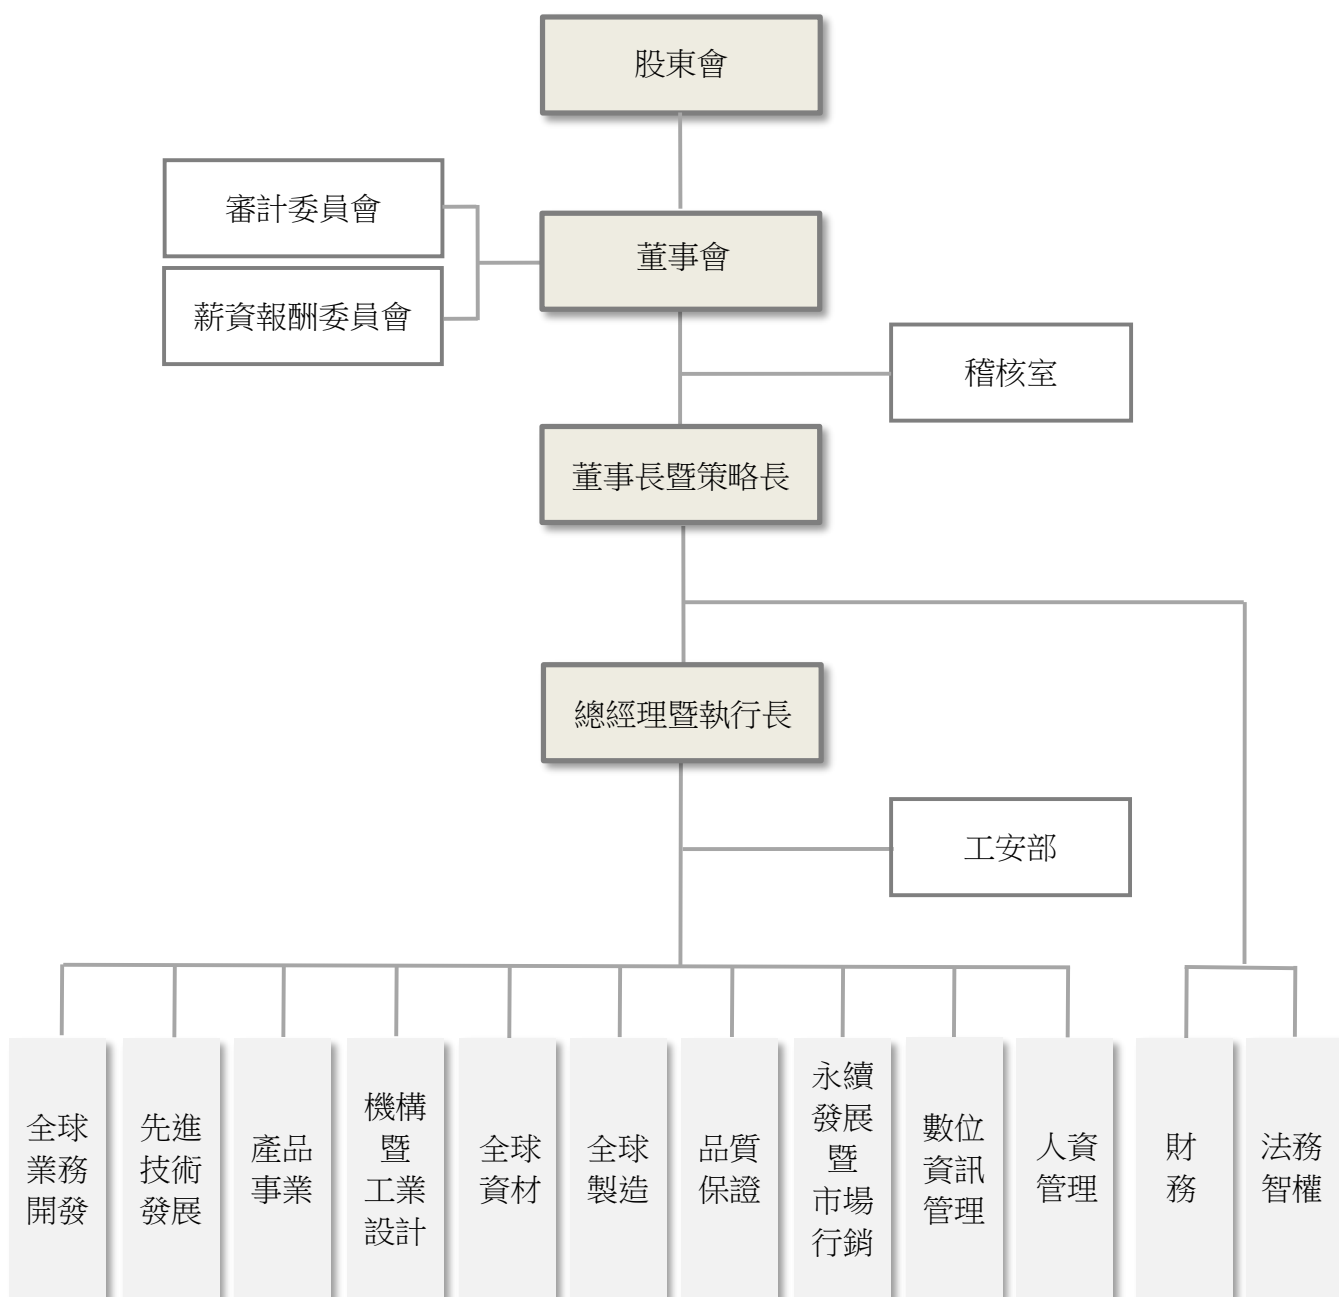 股東會
審計委員會
董事會
薪資報酬委員會
稽核室
董事長暨策略長
總經理暨執行長
工安部
全球
業務
開發
先進
技術
發展
產品
事業
機構
暨
工業
設計
全球
資材
全球
製造
品質
保證
永續
發展
暨
市場
行銷
數位
資訊
管理
人資
管理
財
務
法務
智權